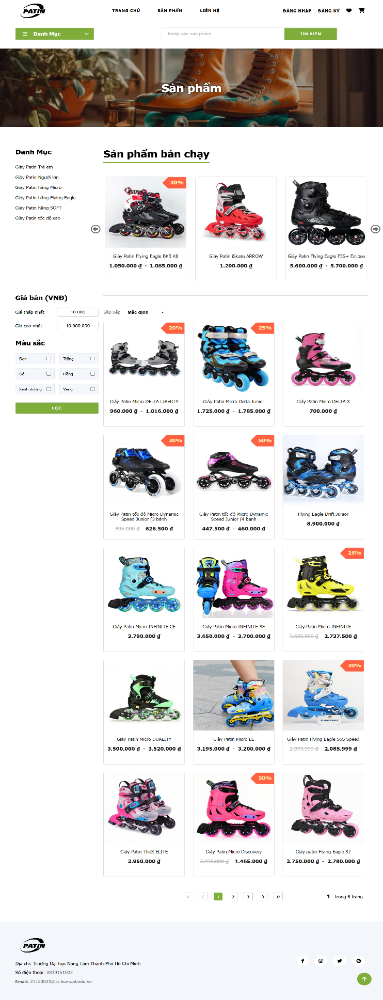 PATIN
TRANG CHỦ
SẢN PHẨM
LIÊN HỆ
ĐĂNG NHẬP
ĐĂNG KÝ
Danh Mục
Nhập vào sản phẩm
TÌM KIẾM
Sản phẩm
Danh Mục
Giày Patin Trẻ em
Giày Patin Người lớn
Giày Patin hãng Micro
Giày Patin hãng Flying Eagle
Giày Patin hãng SOFT
Giày Patin tốc độ cao
Sản phẩm bán chạy
30%
Giày Patin Flying Eagle BKB K8
1.050.000 ₫ - 1.085.000 ₫
Giày Patin iSkate ARROW
1.200.000 ₫
Giày Patin Flying Eagle F5S+ Eclipse
5.600.000 ₫ - 5.700.000 ₫
Giá bán (VNĐ)
Giá thấp nhất
10.000
Giá cao nhất
10.000.000
Màu sắc
Đen
Trắng
Đỏ
Hồng
Xanh dương
Vàng
LỌC
Sắp xếp
Mặc định
20%
Giày Patin Micro DELTA LIBERTY
960.000 ₫ - 1.016.000 ₫
25%
Giày Patin Micro Delta Junior
1.725.000 ₫ - 1.785.000 ₫
Giày Patin Micro DELTA X
700.000 ₫
30%
Giày Patin tốc độ Micro Dynamic
Speed Junior (3 bánh
895.000 ₫ 626.500 ₫
50%
Giày Patin tốc độ Micro Dynamic
Speed Junior (4 bánh
447.500 ₫ - 460.000 ₫
Flying Eagle Drift Junior
8.900.000 ₫
Giày Patin Micro INFINITE CE
3.790.000 ₫
Giày Patin Micro INFINITE SE
3.650.000 ₫ - 3.700.000 ₫
25%
Giày Patin Micro INFINITE
3.650.000 ₫ 2.737.500 ₫
Giày Patin Micro DUALITY
3.500.000 ₫ - 3.520.000 ₫
Giày Patin Micro LE
3.195.000 ₫ - 3.200.000 ₫
30%
FLYING EAGLE
Giày Patin Flying Eagle S6S Speed
2.979.999 ₫ 2.085.999 ₫
Giày Patin TheX ELITE
2.950.000 ₫
50%
Giày Patin Micro Discovery
2.930.000 ₫ 1.465.000 ₫
Giày patin Flying Eagle S7
2.750.000 ₫ - 2.780.000 ₫
« ‹ 1 2 3 › »
1 trong 6 trang
PATIN
Địa chỉ: Trường Đại học Nông Lâm Thành Phố Hồ Chí Minh
Số điện thoại: 0839151003
Email: 21130035@st.hcmuaf.edu.vn